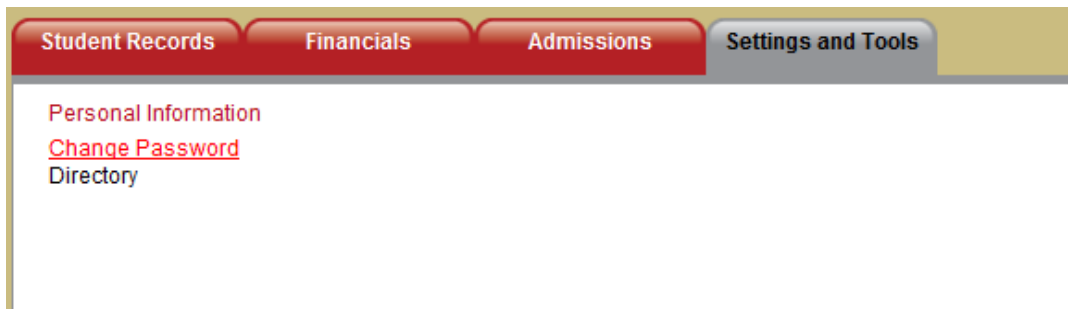 Student Records Financials Admissions Settings and Tools
Personal Information
Change Password
Directory